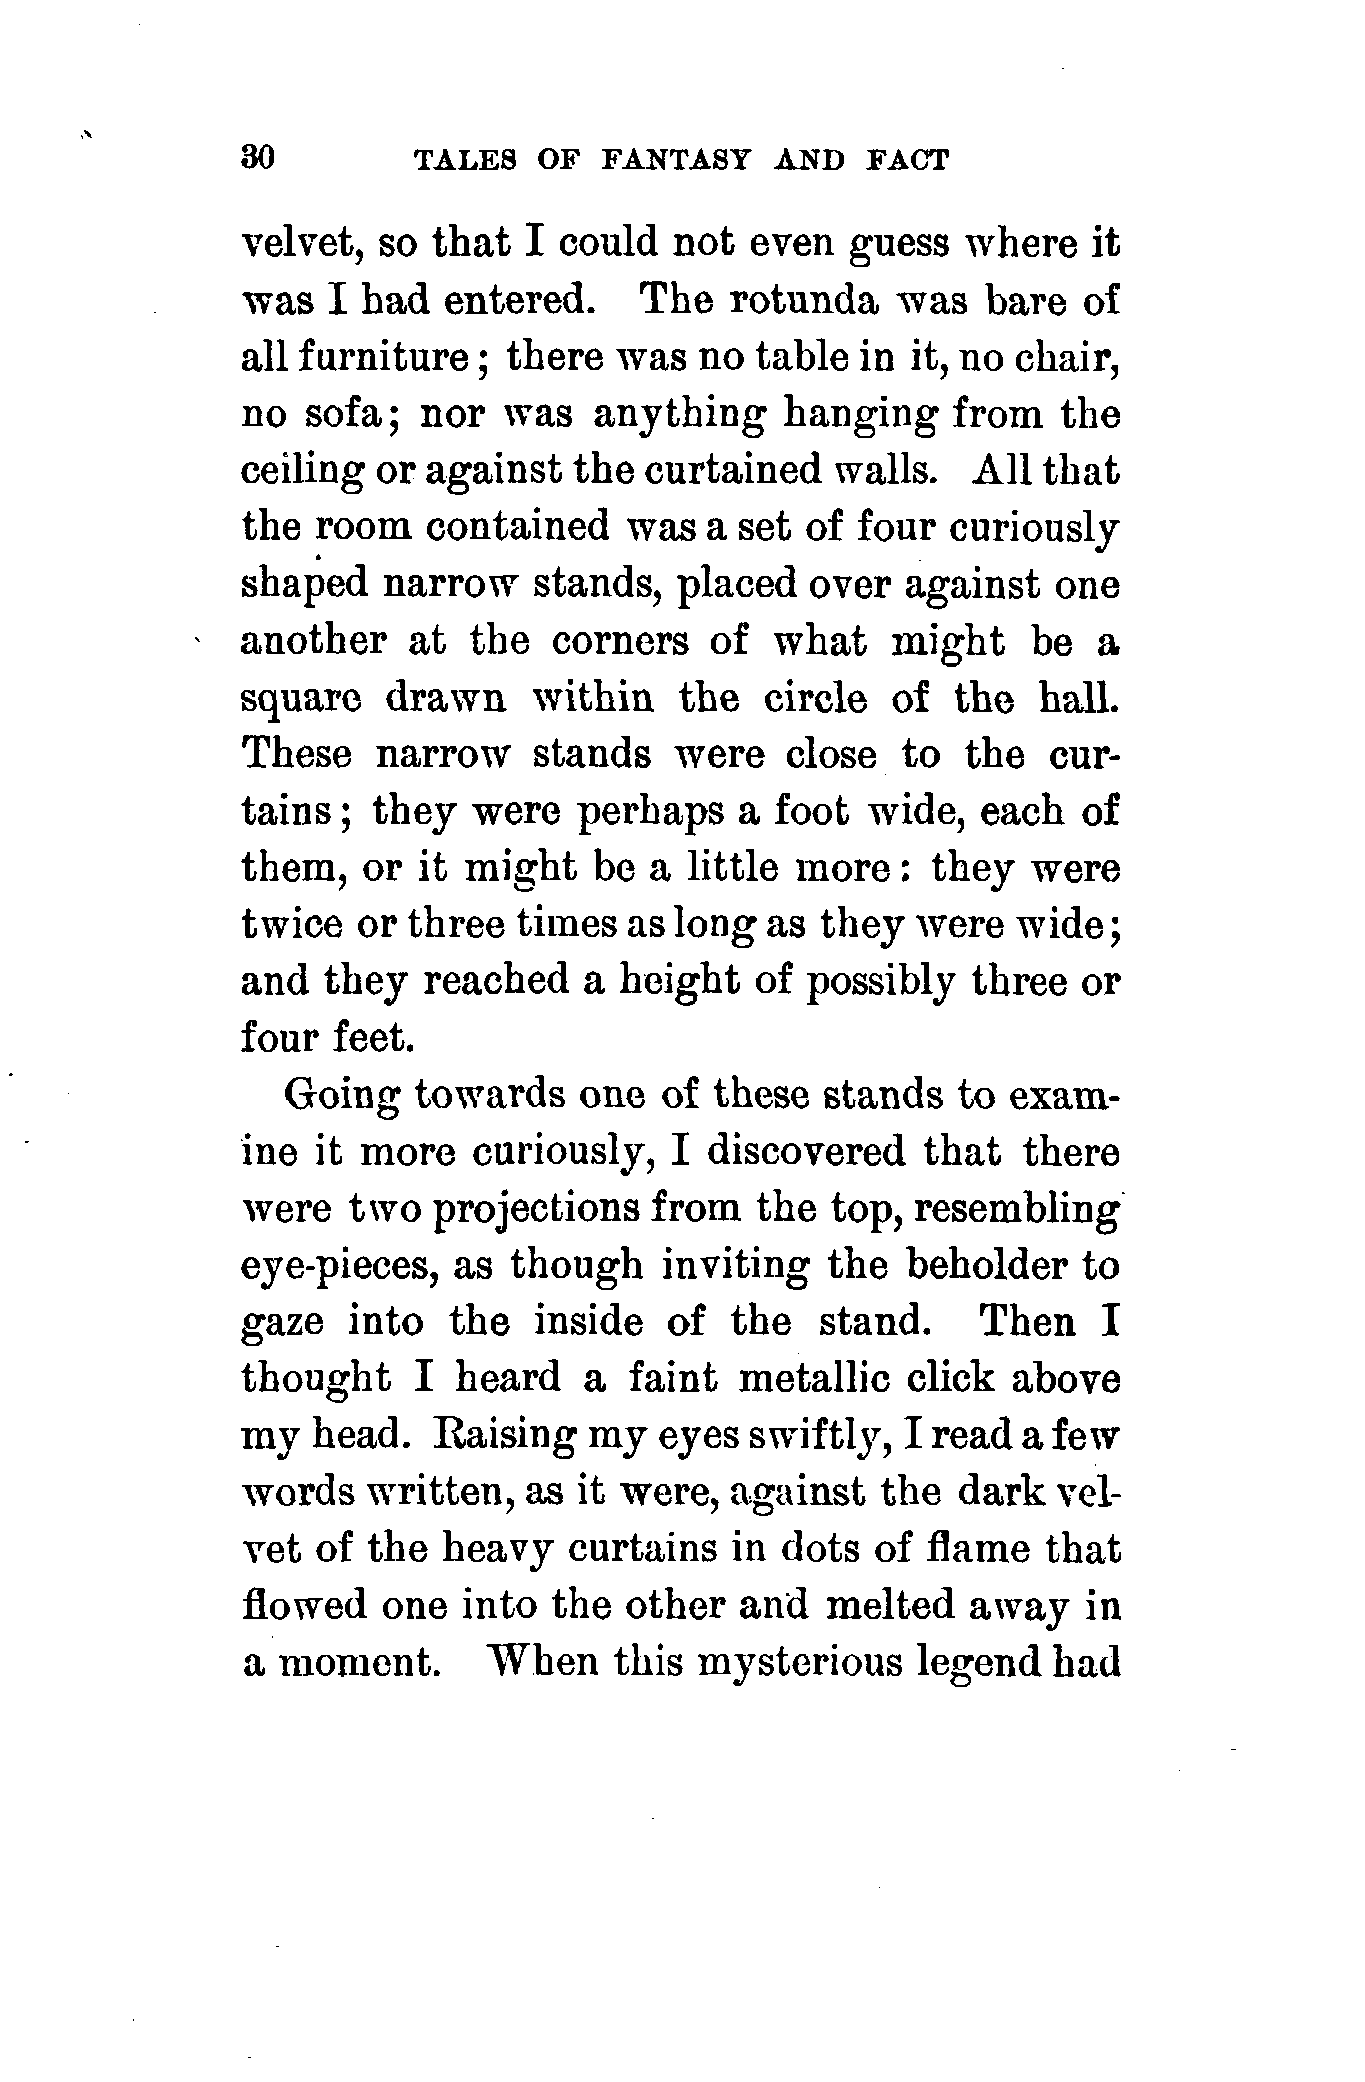 30 TALES OF FANTASY AND FACT
velvet, so that I could not even guess where it
was I had entered. The rotunda was bare of
all furniture; there was no table in it, no chair,
no sofa; nor was anything hanging from the
ceiling or against the curtained walls. All that
the room contained was a set of four curiously
shaped narrow stands, placed over against one
another at the corners of what might be a
square drawn within the circle of the hall.
These narrow stands were close to the cur-
tains; they were perhaps a foot wide, each of
them, or it might be a little more: they were
twice or three times as long as they were wide;
and they reached a height of possibly three or
four feet.
Going towards one of these stands to exam-
ine it more curiously, I discovered that there
were two projections from the top, resembling
eye-pieces, as though inviting the beholder to
gaze into the inside of the stand. Then I
thought I heard a faint metallic click above
my head. Raising my eyes swiftly, I read a few
words written, as it were, against the dark vel-
vet of the heavy curtains in dots of flame that
flowed one into the other and melted away in
a moment. When this mysterious legend had